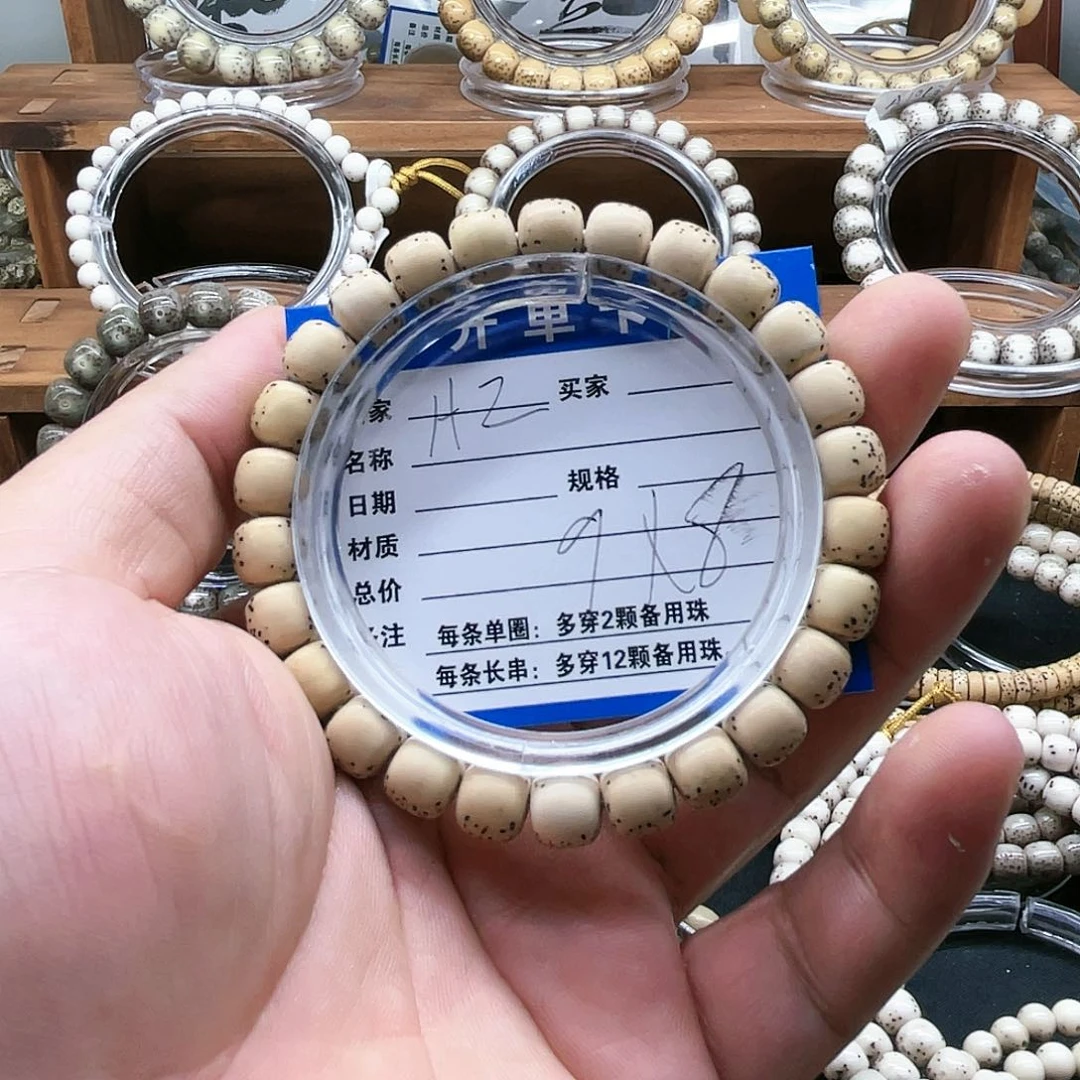 开单卡
家 HZ 买家
名称
日期 规格
材质 9X8
总价
注 每条单圈：多穿2颗备用珠
每条长串：多穿12颗备用珠